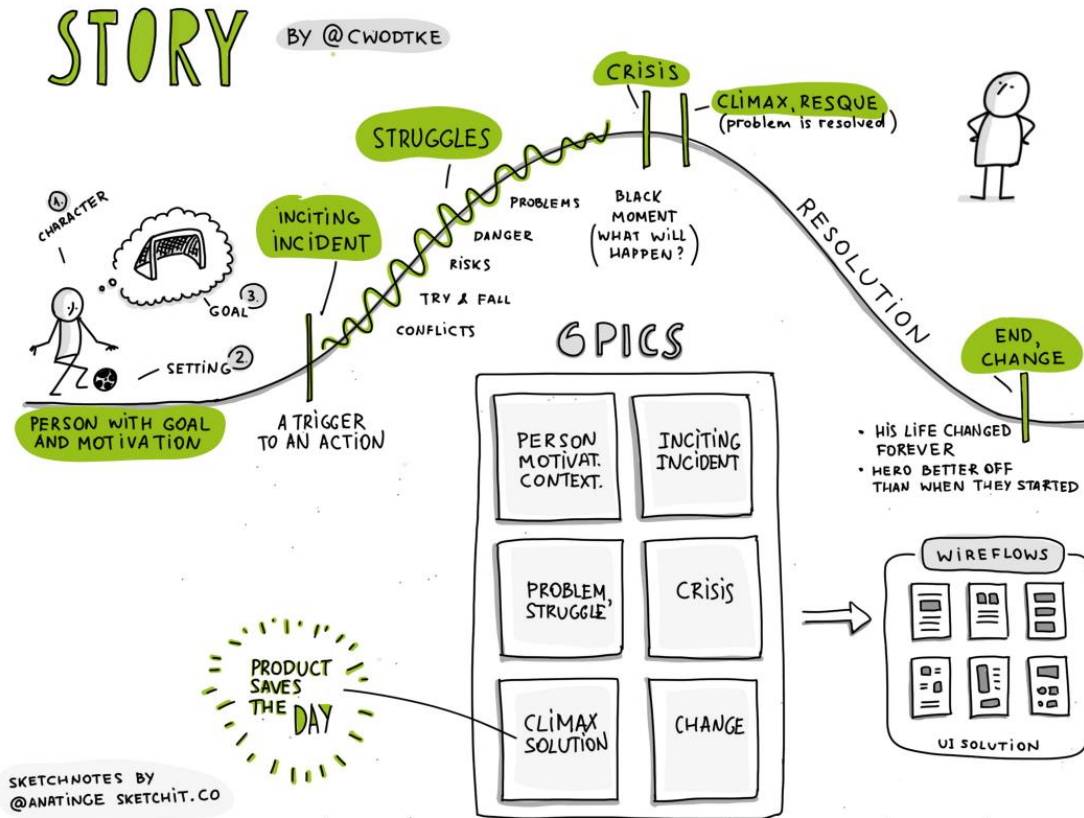 STORY
BY @CWODTKE
CRISIS
CLIMAX, RESQUE
(problem is resolved)
STRUGGLES
1.
CHARACTER
INCITING
INCIDENT
PROBLEMS
DANGER
RISKS
TRY & FALL
CONFLICTS
BLACK
MOMENT
(WHAT WILL
HAPPEN?)
RESOLUTION
GOAL 3.
SETTING 2.
PERSON WITH GOAL
AND MOTIVATION
A TRIGGER
TO AN ACTION
END,
CHANGE
• HIS LIFE CHANGED
FOREVER
• HERO BETTER OFF
THAN WHEN THEY STARTED
6 PICS
PERSON
MOTIVAT.
CONTEXT.
INCITING
INCIDENT
PROBLEM,
STRUGGLE
CRISIS
CLIMAX
SOLUTION
CHANGE
PRODUCT
SAVES
THE DAY
WIREFLOWS
UI SOLUTION
SKETCHNOTES BY
@ANATINGE SKETCHIT.CO